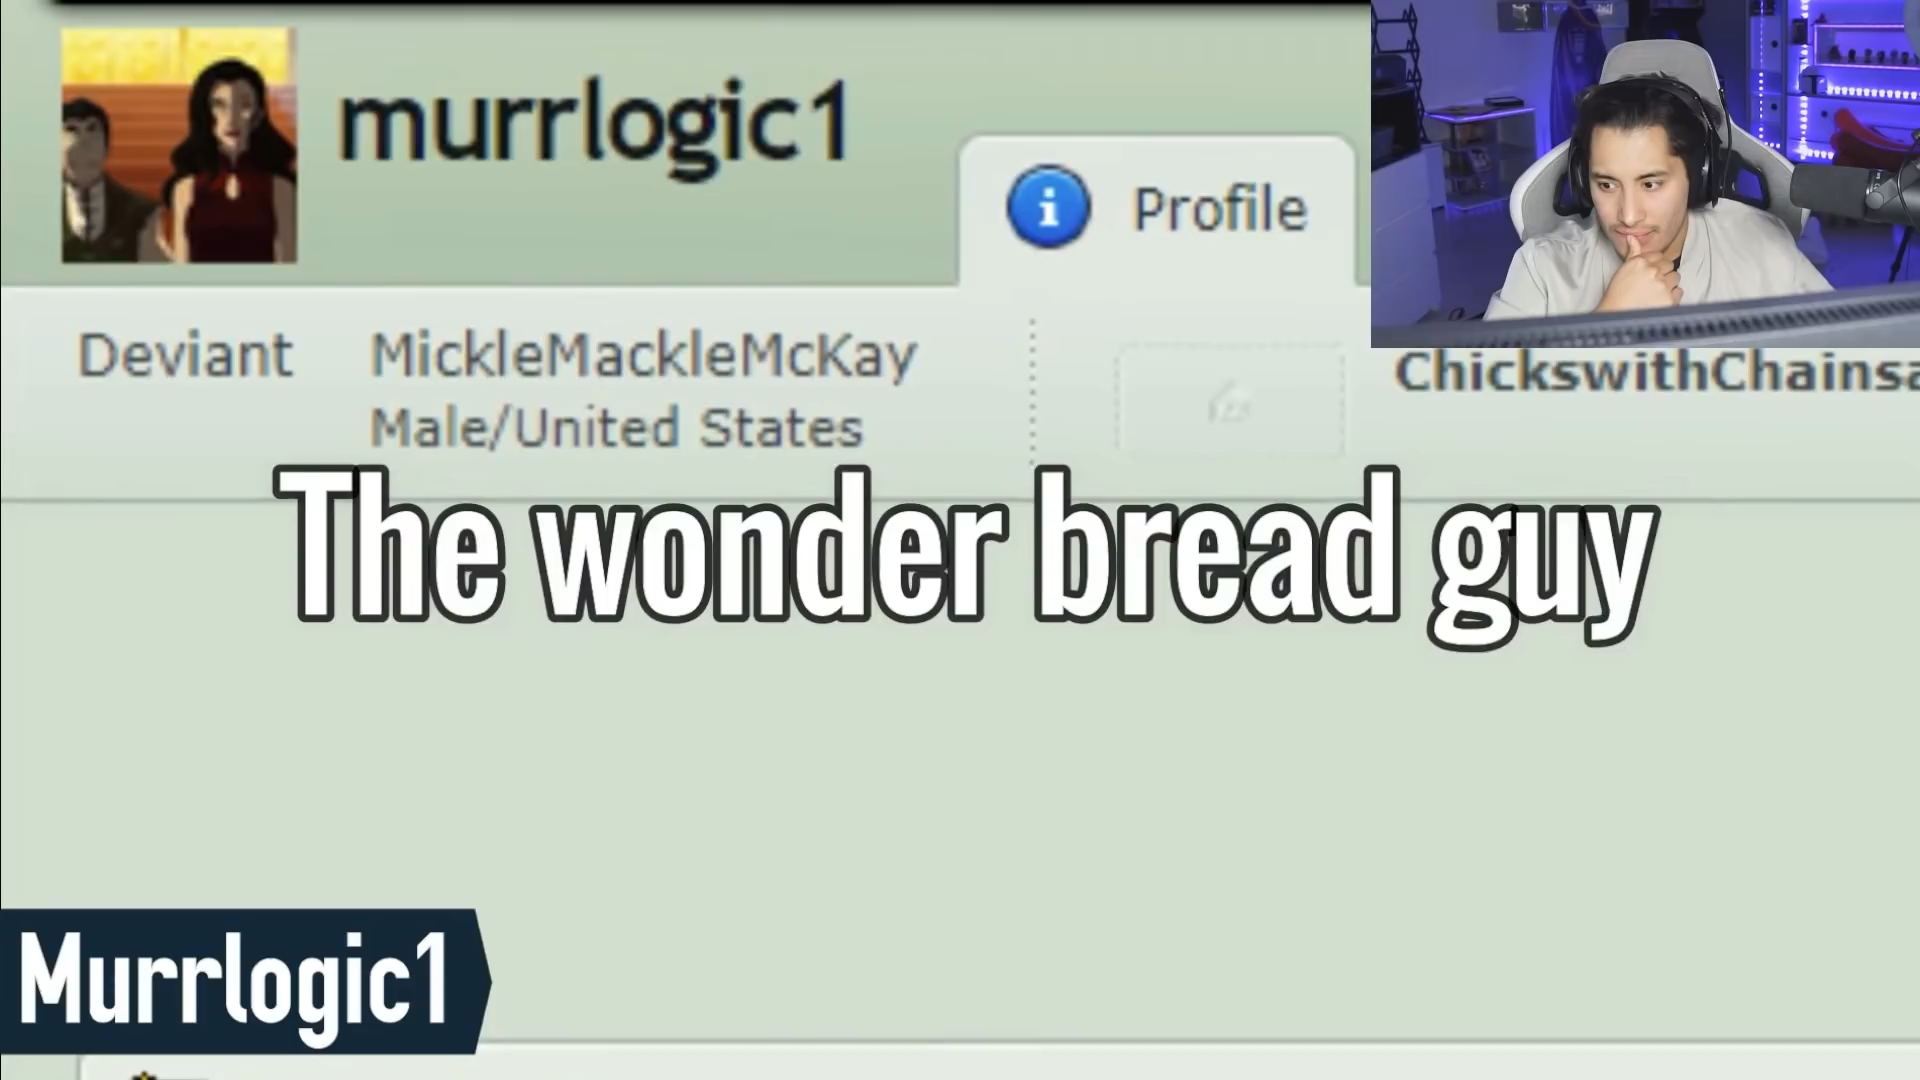 murrlogic1
Profile
Deviant
MickleMackleMcKay
Male/United States
ChickswithChainsa
The wonder bread guy
Murrlogic1